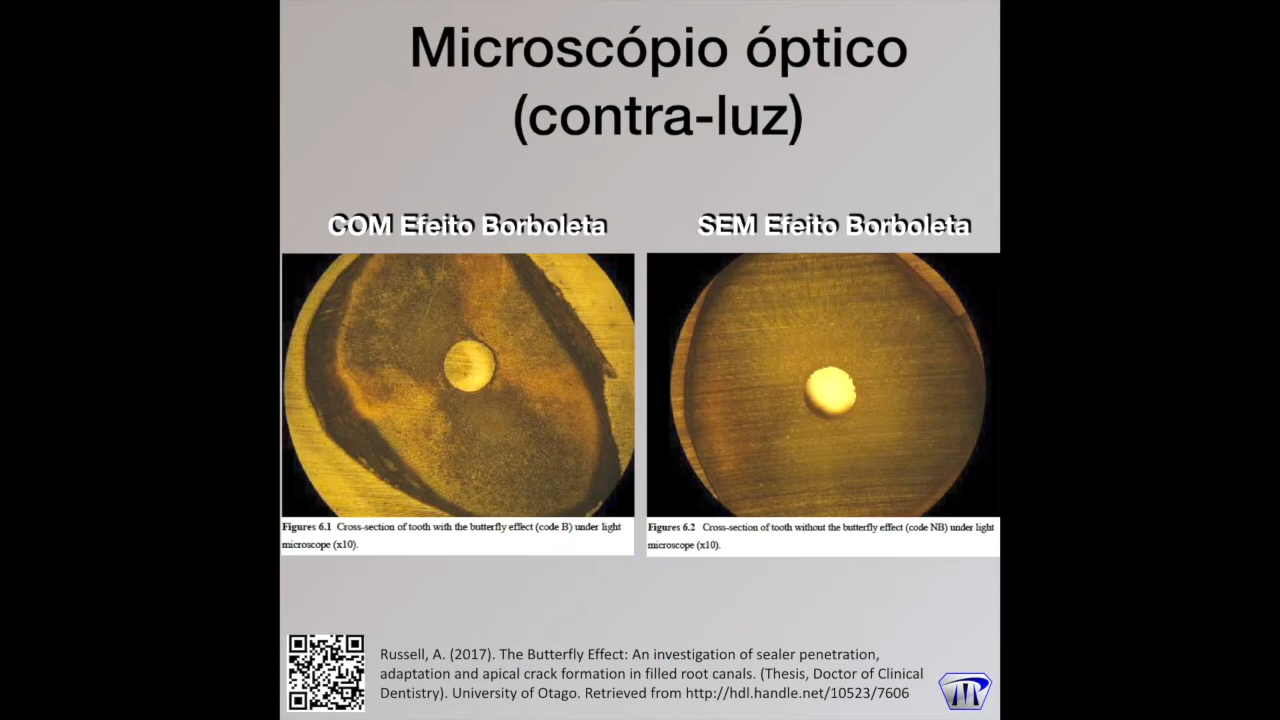 Microscópio óptico
(contra-luz)
COM Efeito Borboleta
SEM Efeito Borboleta
Figures 6.1 Cross-section of tooth with the butterfly effect (code B) under light
microscope (x10).
Figures 6.2 Cross-section of tooth without the butterfly effect (code NB) under light
microscope (x10).
Russell, A. (2017). The Butterfly Effect: An investigation of sealer penetration,
adaptation and apical crack formation in filled root canals. (Thesis, Doctor of Clinical
Dentistry). University of Otago. Retrieved from http://hdl.handle.net/10523/7606